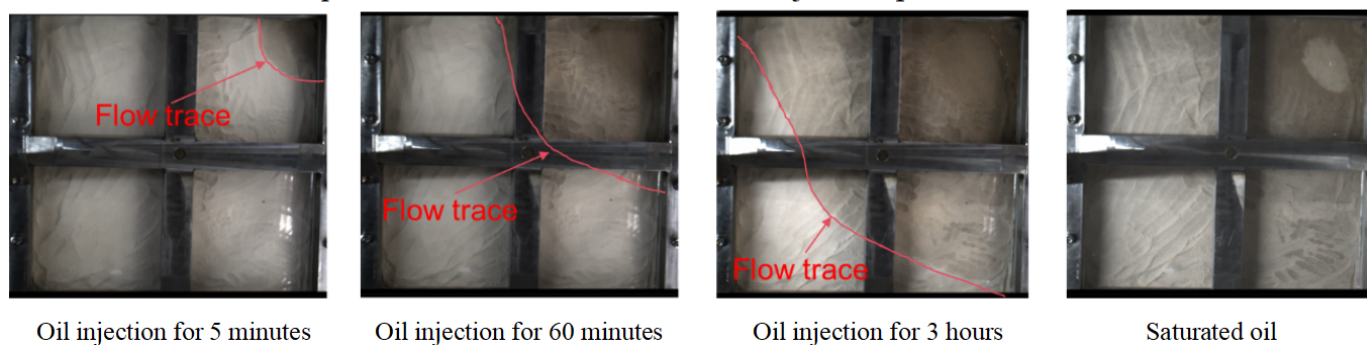 Flow trace
Flow trace
Flow trace
Oil injection for 5 minutes
Oil injection for 60 minutes
Oil injection for 3 hours
Saturated oil